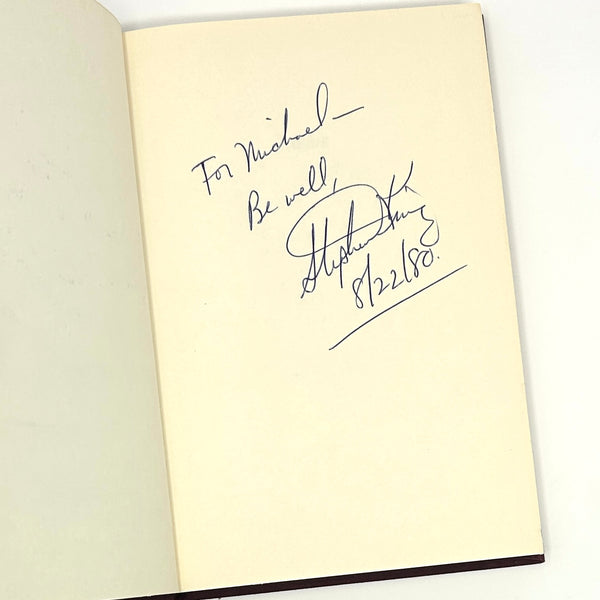 For Michael—
Be well,
Stephen King
8/22/80.